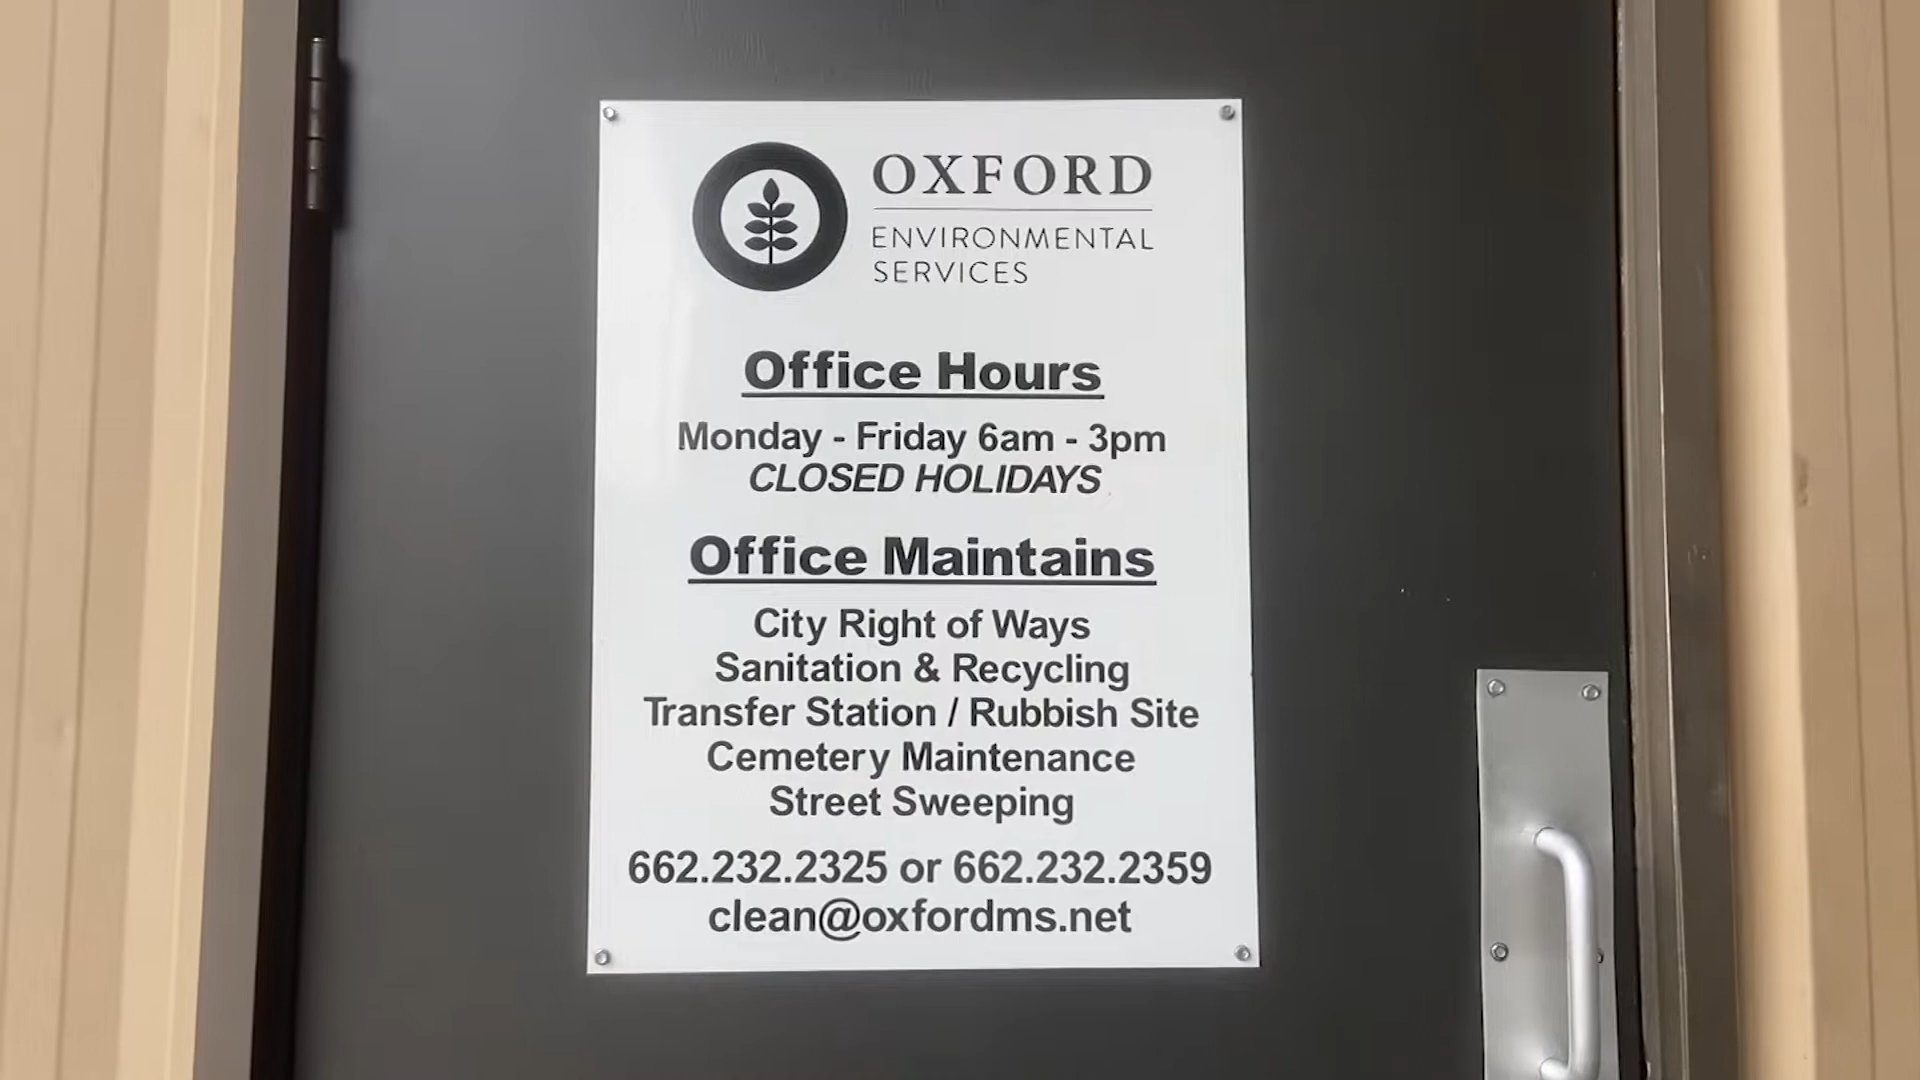 OXFORD
ENVIRONMENTAL
SERVICES
Office Hours
Monday - Friday 6am - 3pm
CLOSED HOLIDAYS
Office Maintains
City Right of Ways
Sanitation & Recycling
Transfer Station / Rubbish Site
Cemetery Maintenance
Street Sweeping
662.232.2325 or 662.232.2359
clean@oxfordms.net